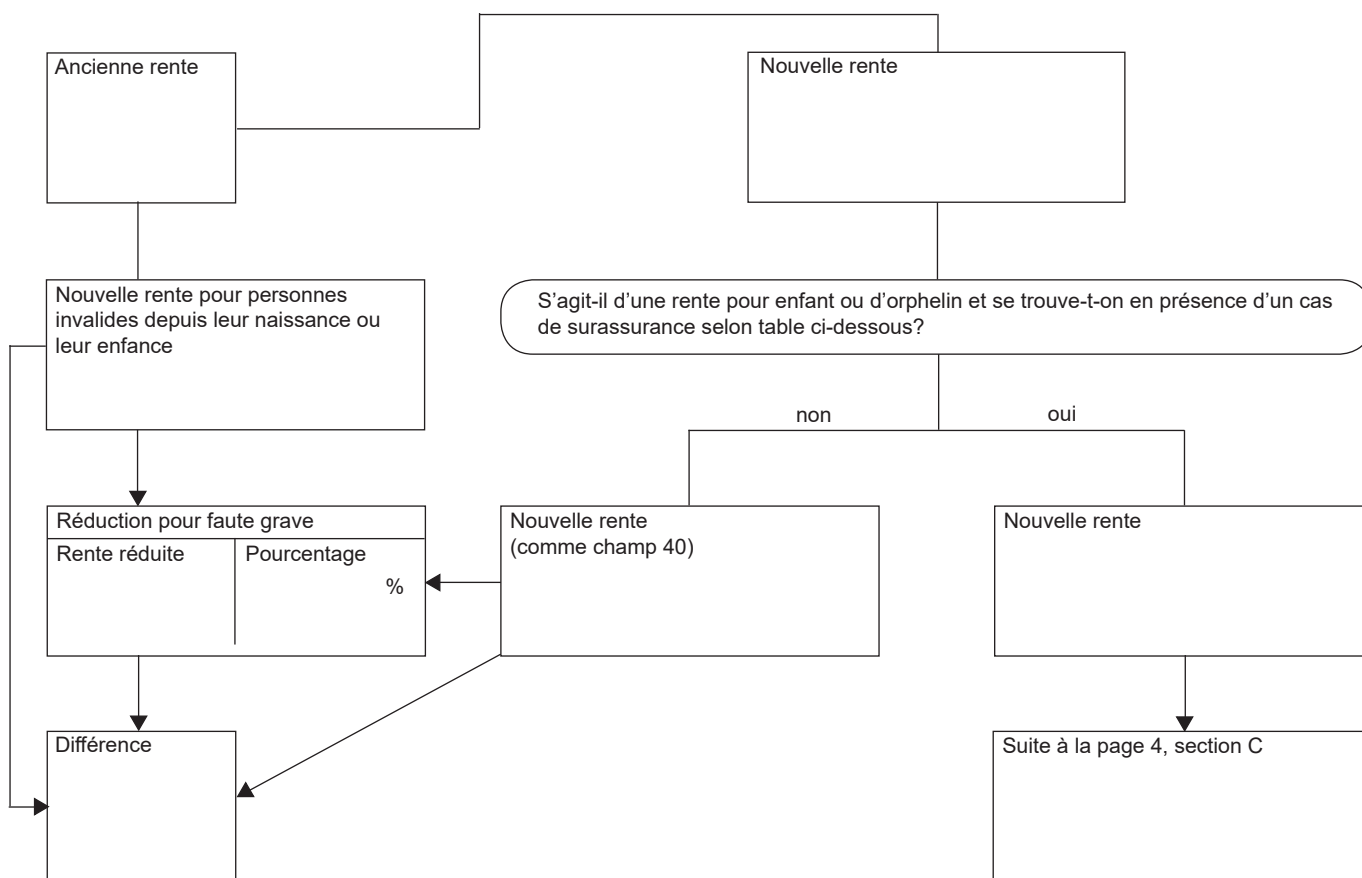 Ancienne rente
Nouvelle rente
Nouvelle rente pour personnes
invalides depuis leur naissance ou
leur enfance
S’agit-il d’une rente pour enfant ou d’orphelin et se trouve-t-on en présence d’un cas
de surassurance selon table ci-dessous?
non
oui
Réduction pour faute grave
Rente réduite
Pourcentage
%
Nouvelle rente
(comme champ 40)
Nouvelle rente
Différence
Suite à la page 4, section C